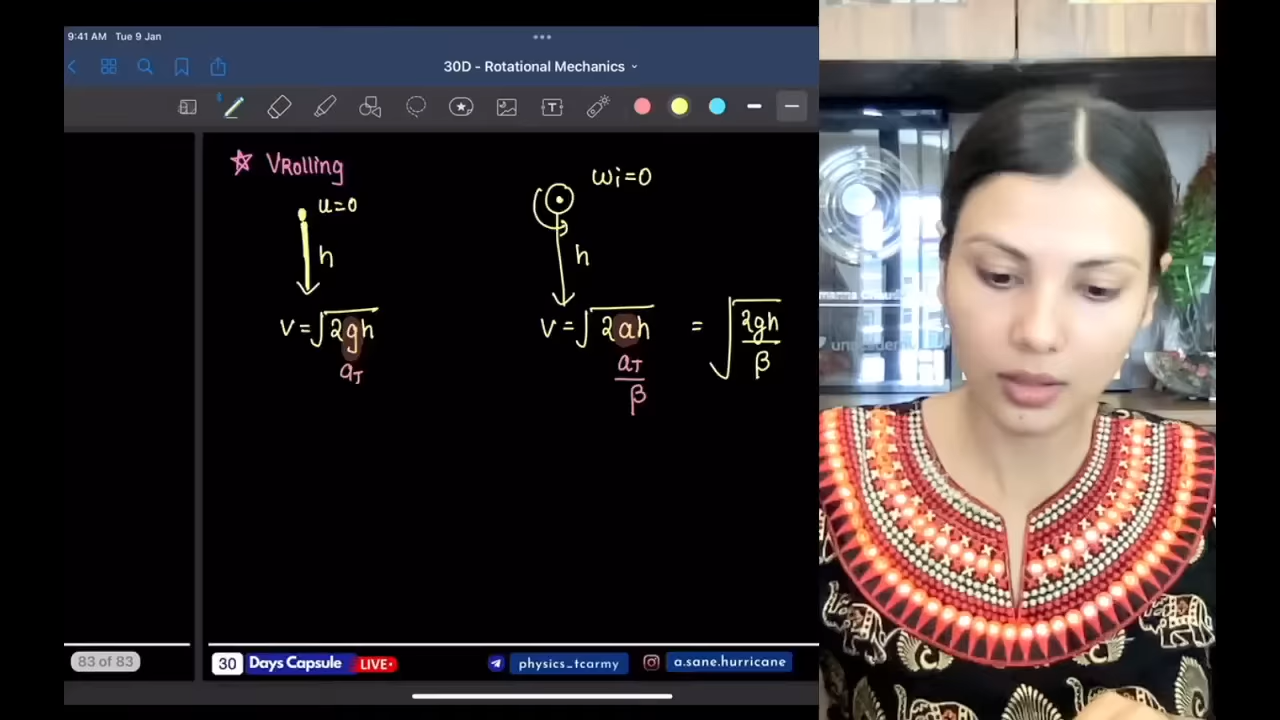 9:41 AM Tue 9 Jan
30D - Rotational Mechanics
☆ VRolling
u=0
h
V = √2gh
aT
ωi=0
h
V = √2ah = √2gh/β
aT/β
83 of 83
30 Days Capsule LIVE
physics_tcarmy
a.sane.hurricane